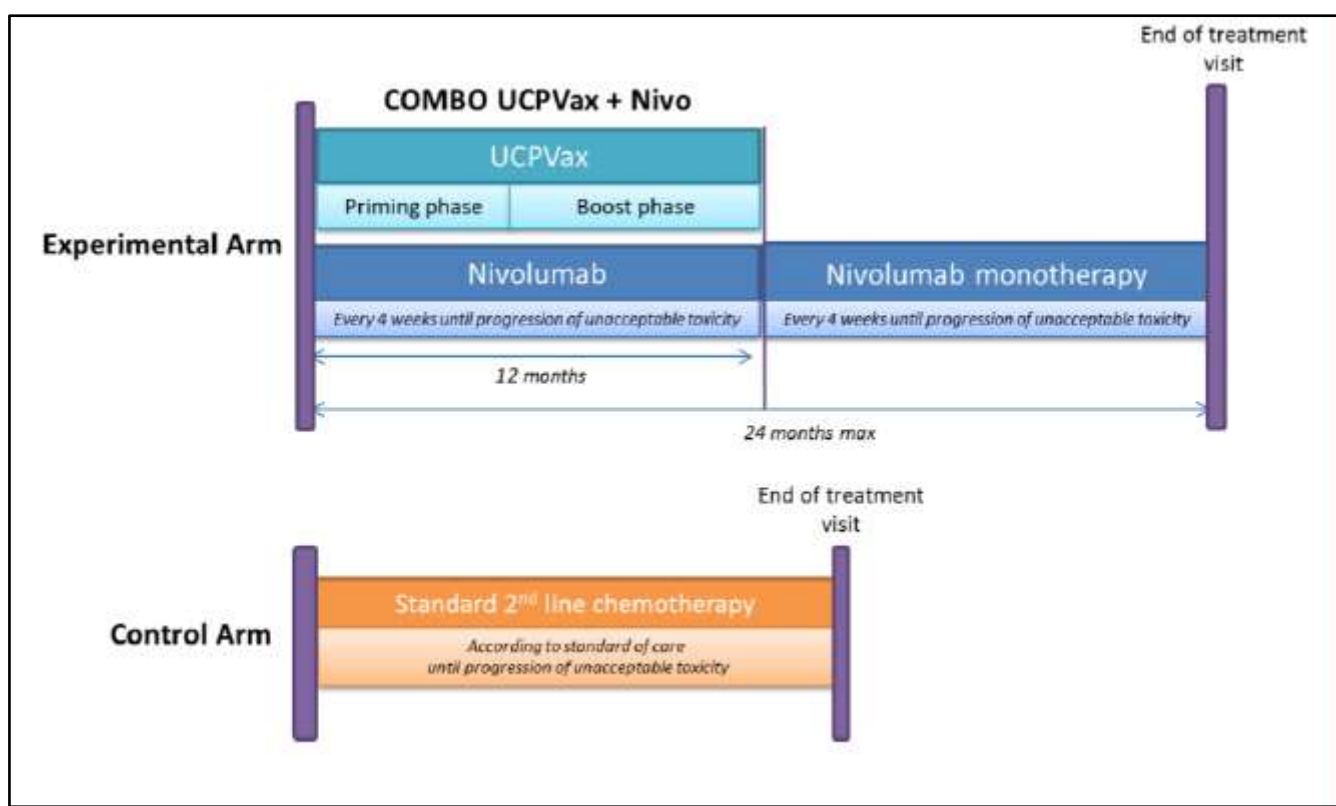 End of treatment
visit
COMBO UCPVax + Nivo
UCPVax
Priming phase
Boost phase
Experimental Arm
Nivolumab
Nivolumab monotherapy
Every 4 weeks until progression of unacceptable toxicity
Every 4 weeks until progression of unacceptable toxicity
12 months
24 months max
End of treatment
visit
Standard 2nd line chemotherapy
Control Arm
According to standard of care
until progression of unacceptable toxicity